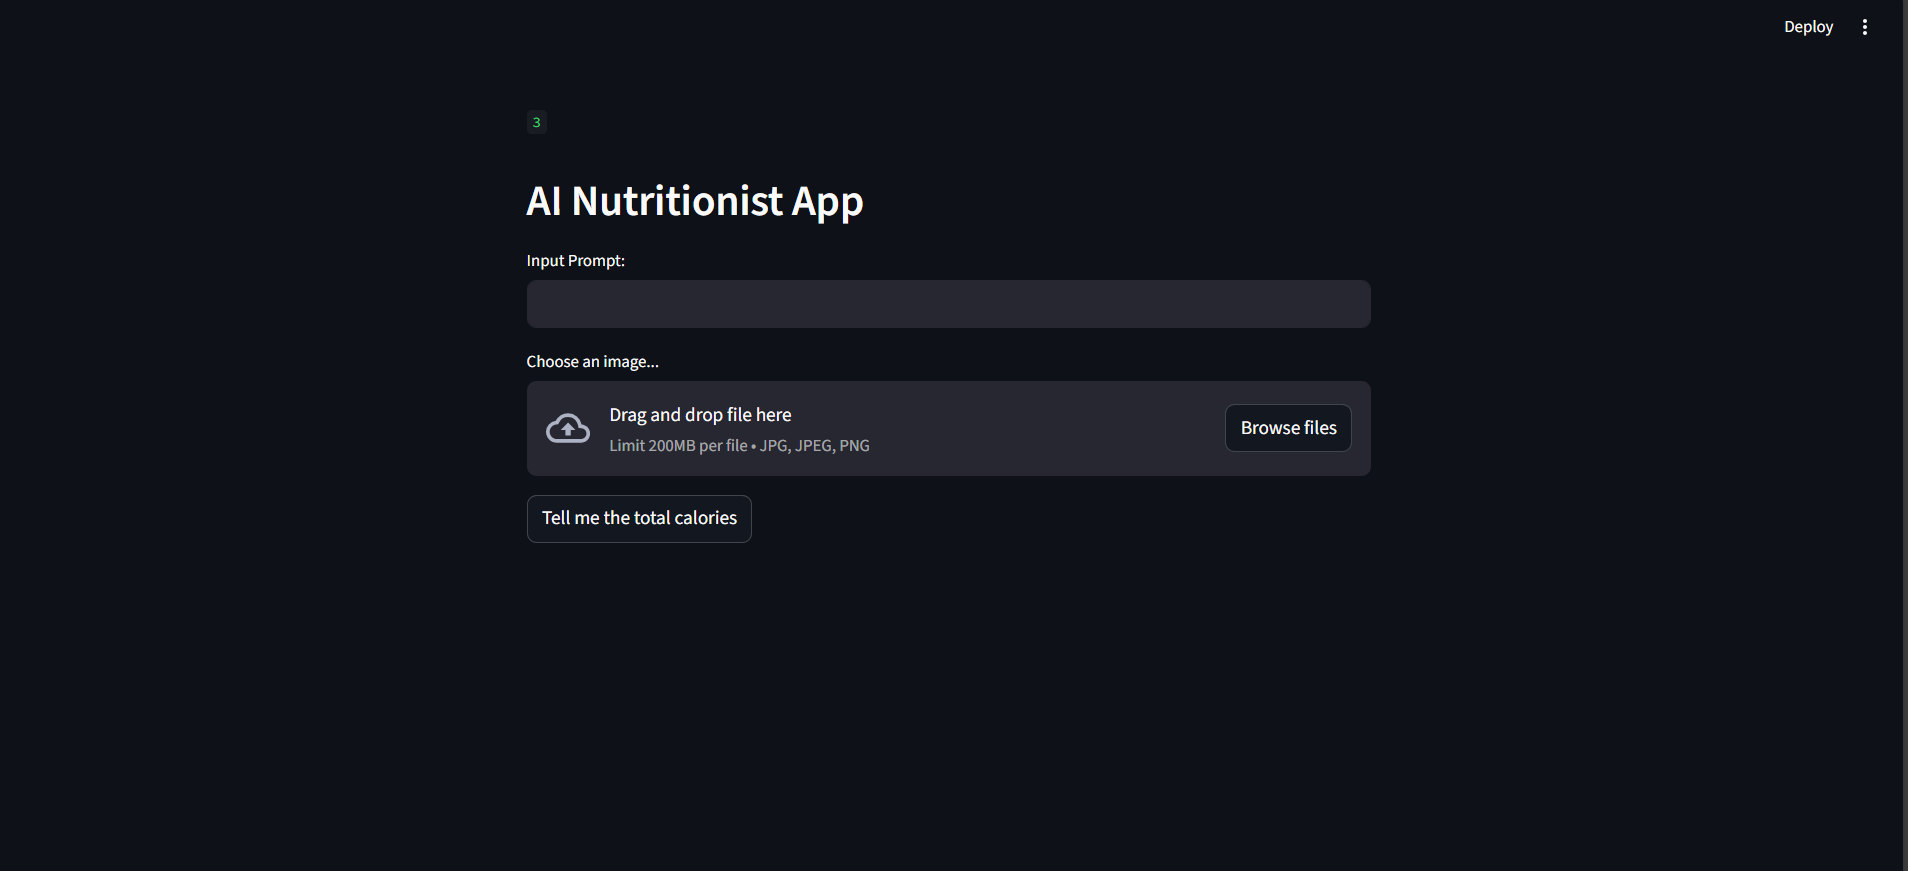 Deploy
3
AI Nutritionist App
Input Prompt:
Choose an image...
Drag and drop file here
Limit 200MB per file • JPG, JPEG, PNG
Browse files
Tell me the total calories